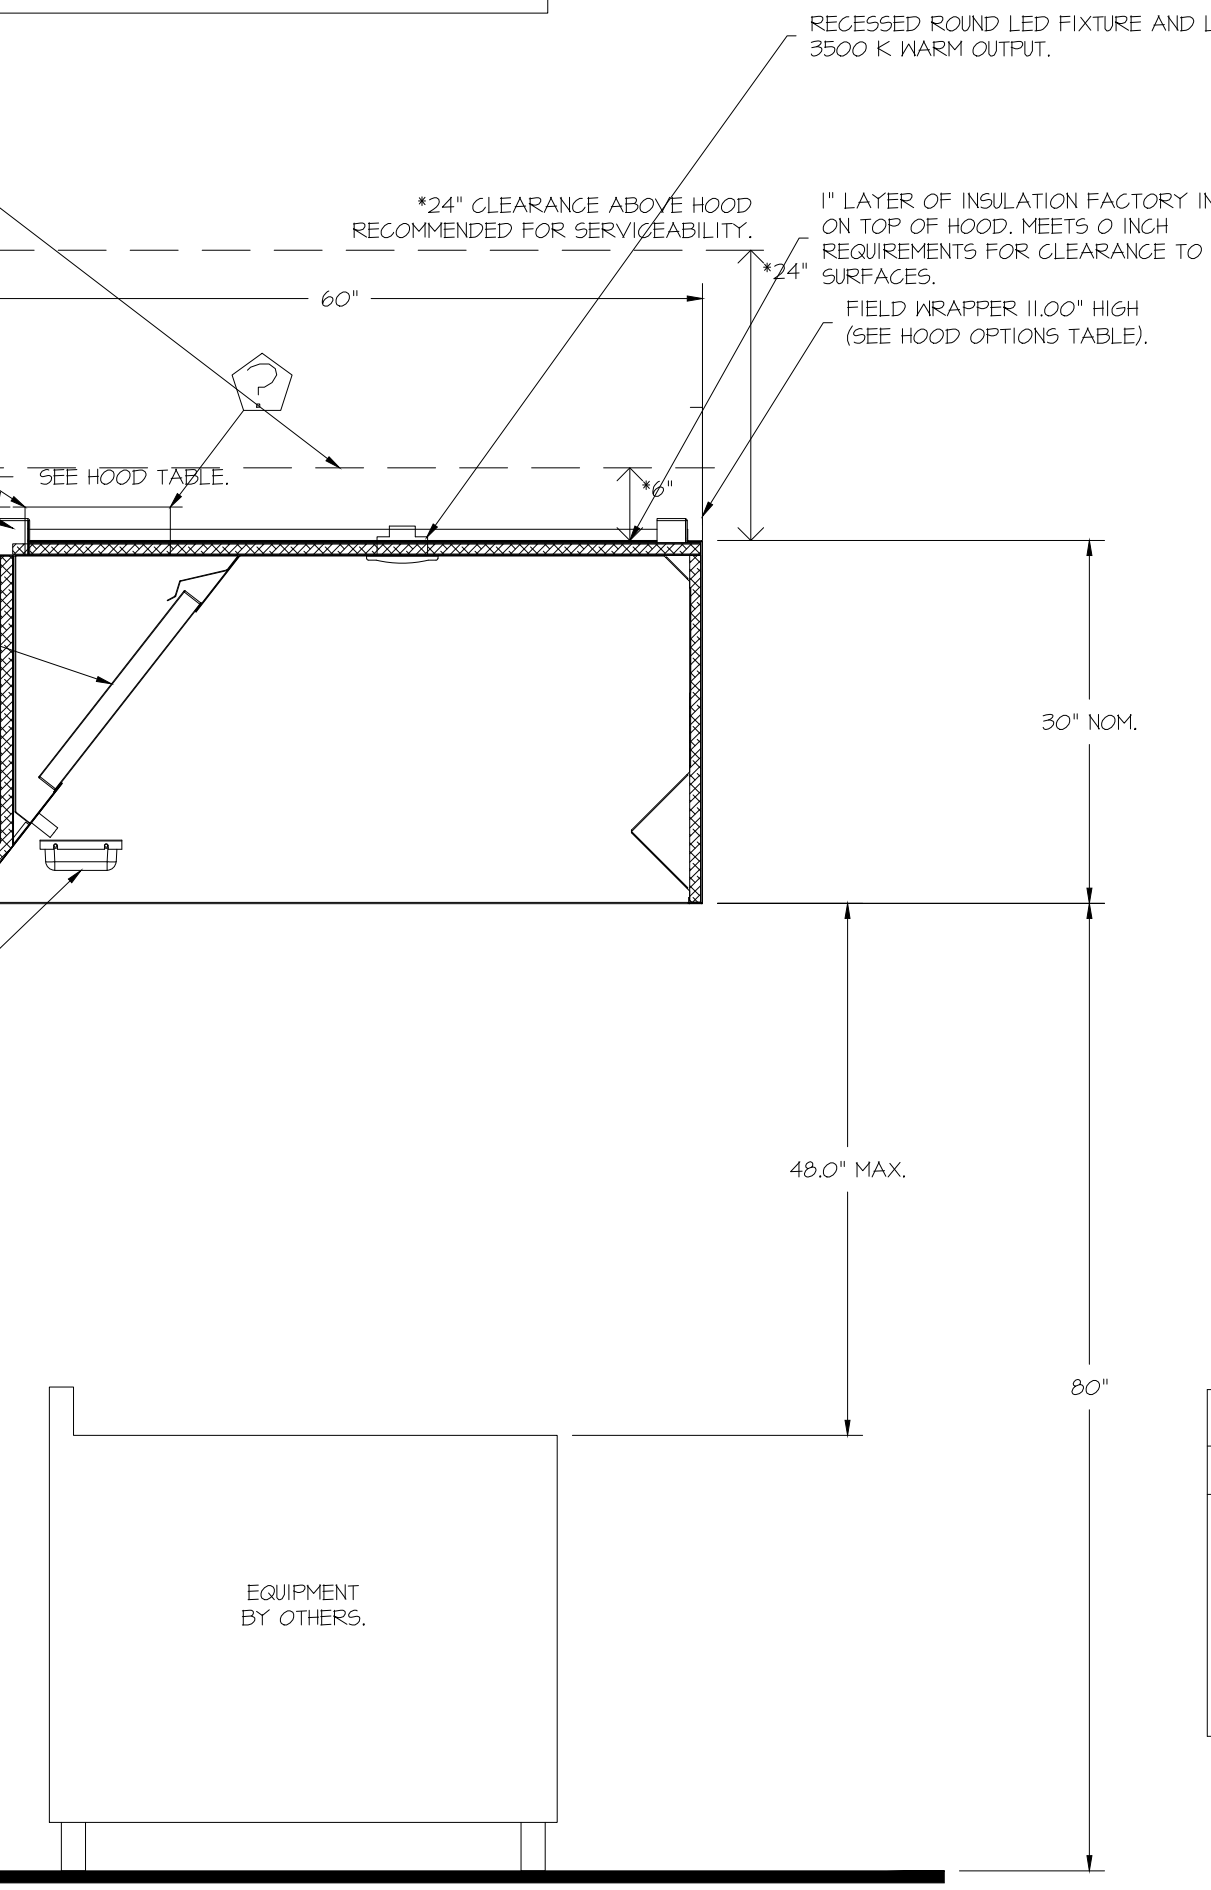 RECESSED ROUND LED FIXTURE AND
3500 K WARM OUTPUT.
*24" CLEARANCE ABOVE HOOD
RECOMMENDED FOR SERVICEABILITY.
1" LAYER OF INSULATION FACTORY
ON TOP OF HOOD. MEETS 0 INCH
REQUIREMENTS FOR CLEARANCE TO
SURFACES.
*24"
60"
FIELD WRAPPER 11.00" HIGH
(SEE HOOD OPTIONS TABLE).
?
SEE HOOD TABLE.
*6"
30" NOM.
48.0" MAX.
80"
EQUIPMENT
BY OTHERS.